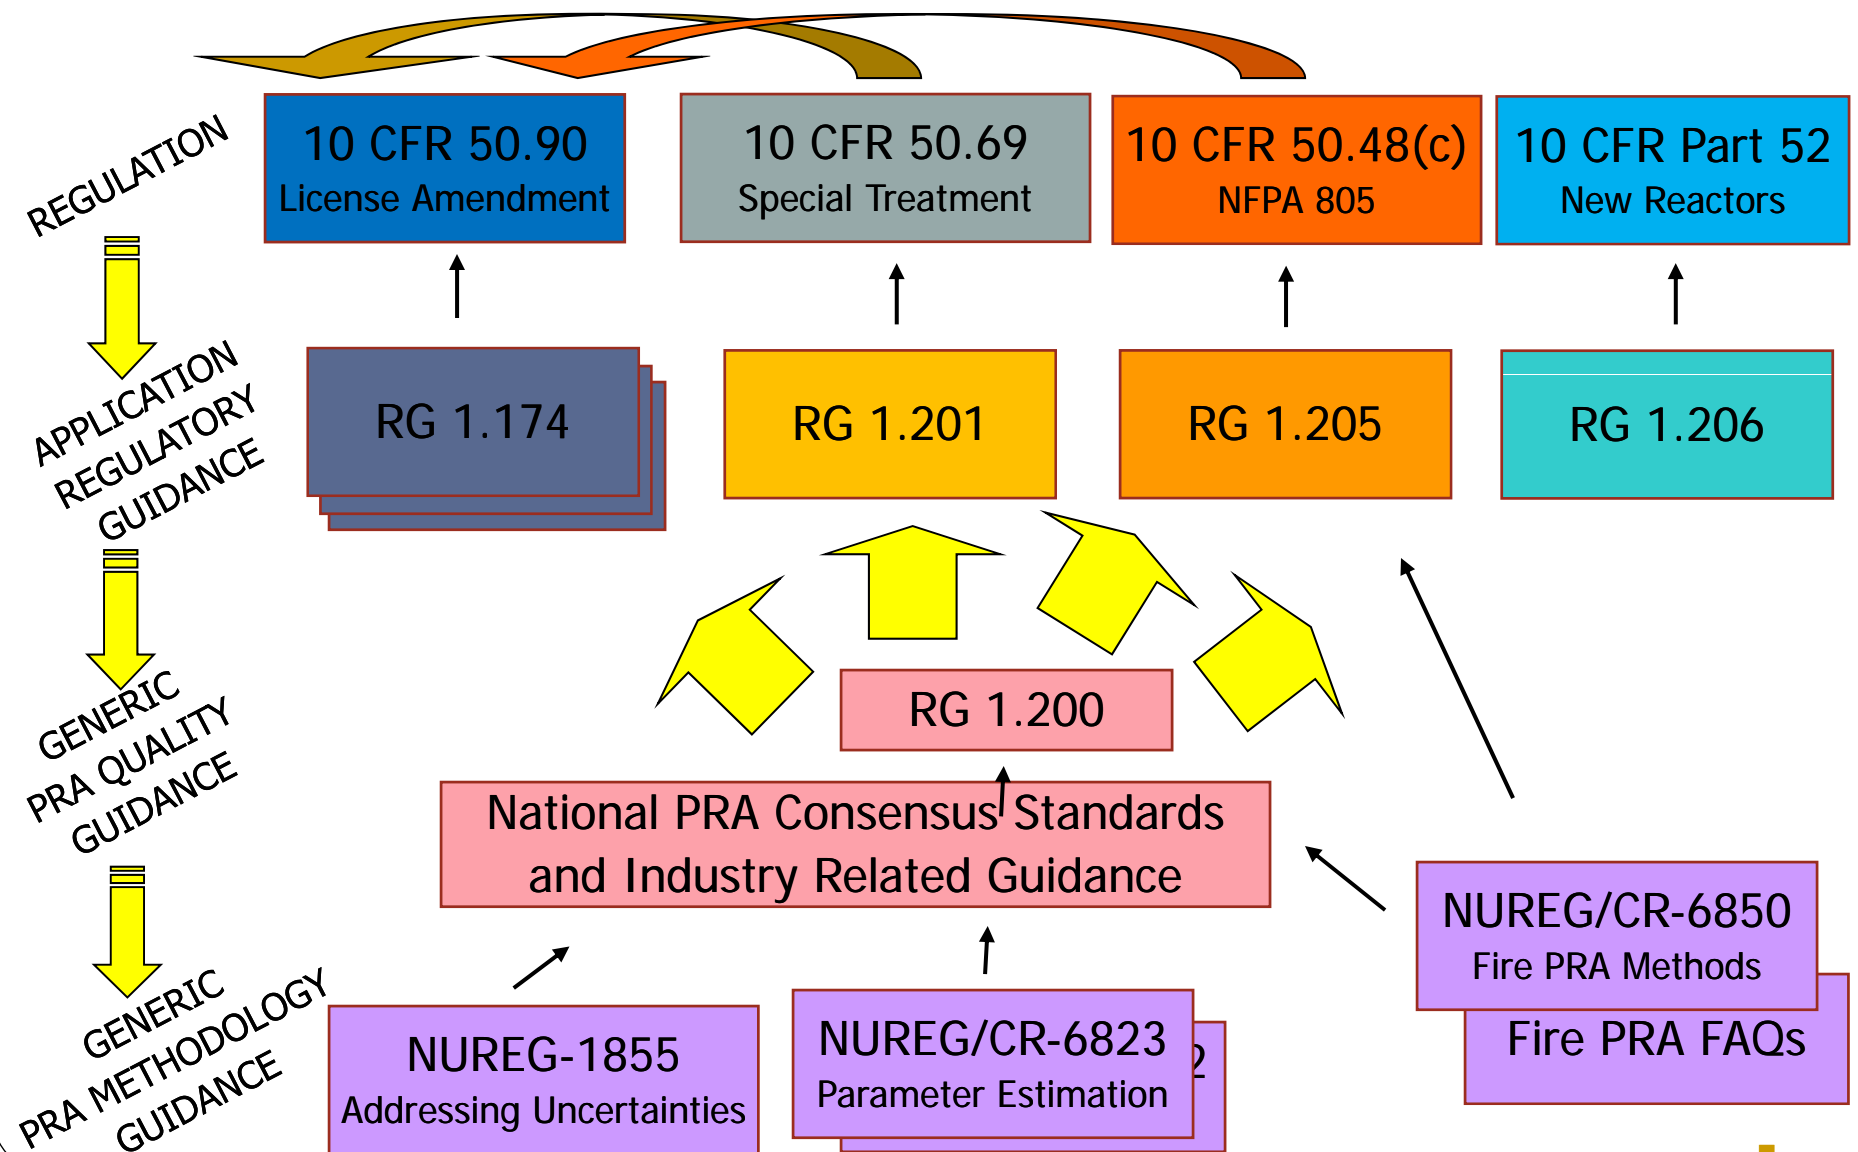 REGULATION
10 CFR 50.90
License Amendment
10 CFR 50.69
Special Treatment
10 CFR 50.48(c)
NFPA 805
10 CFR Part 52
New Reactors
APPLICATION
REGULATORY
GUIDANCE
RG 1.174
RG 1.201
RG 1.205
RG 1.206
GENERIC
PRA QUALITY
GUIDANCE
RG 1.200
National PRA Consensus Standards
and Industry Related Guidance
GENERIC
PRA METHODOLOGY
GUIDANCE
NUREG-1855
Addressing Uncertainties
NUREG/CR-6823
Parameter Estimation
2
NUREG/CR-6850
Fire PRA Methods
Fire PRA FAQs